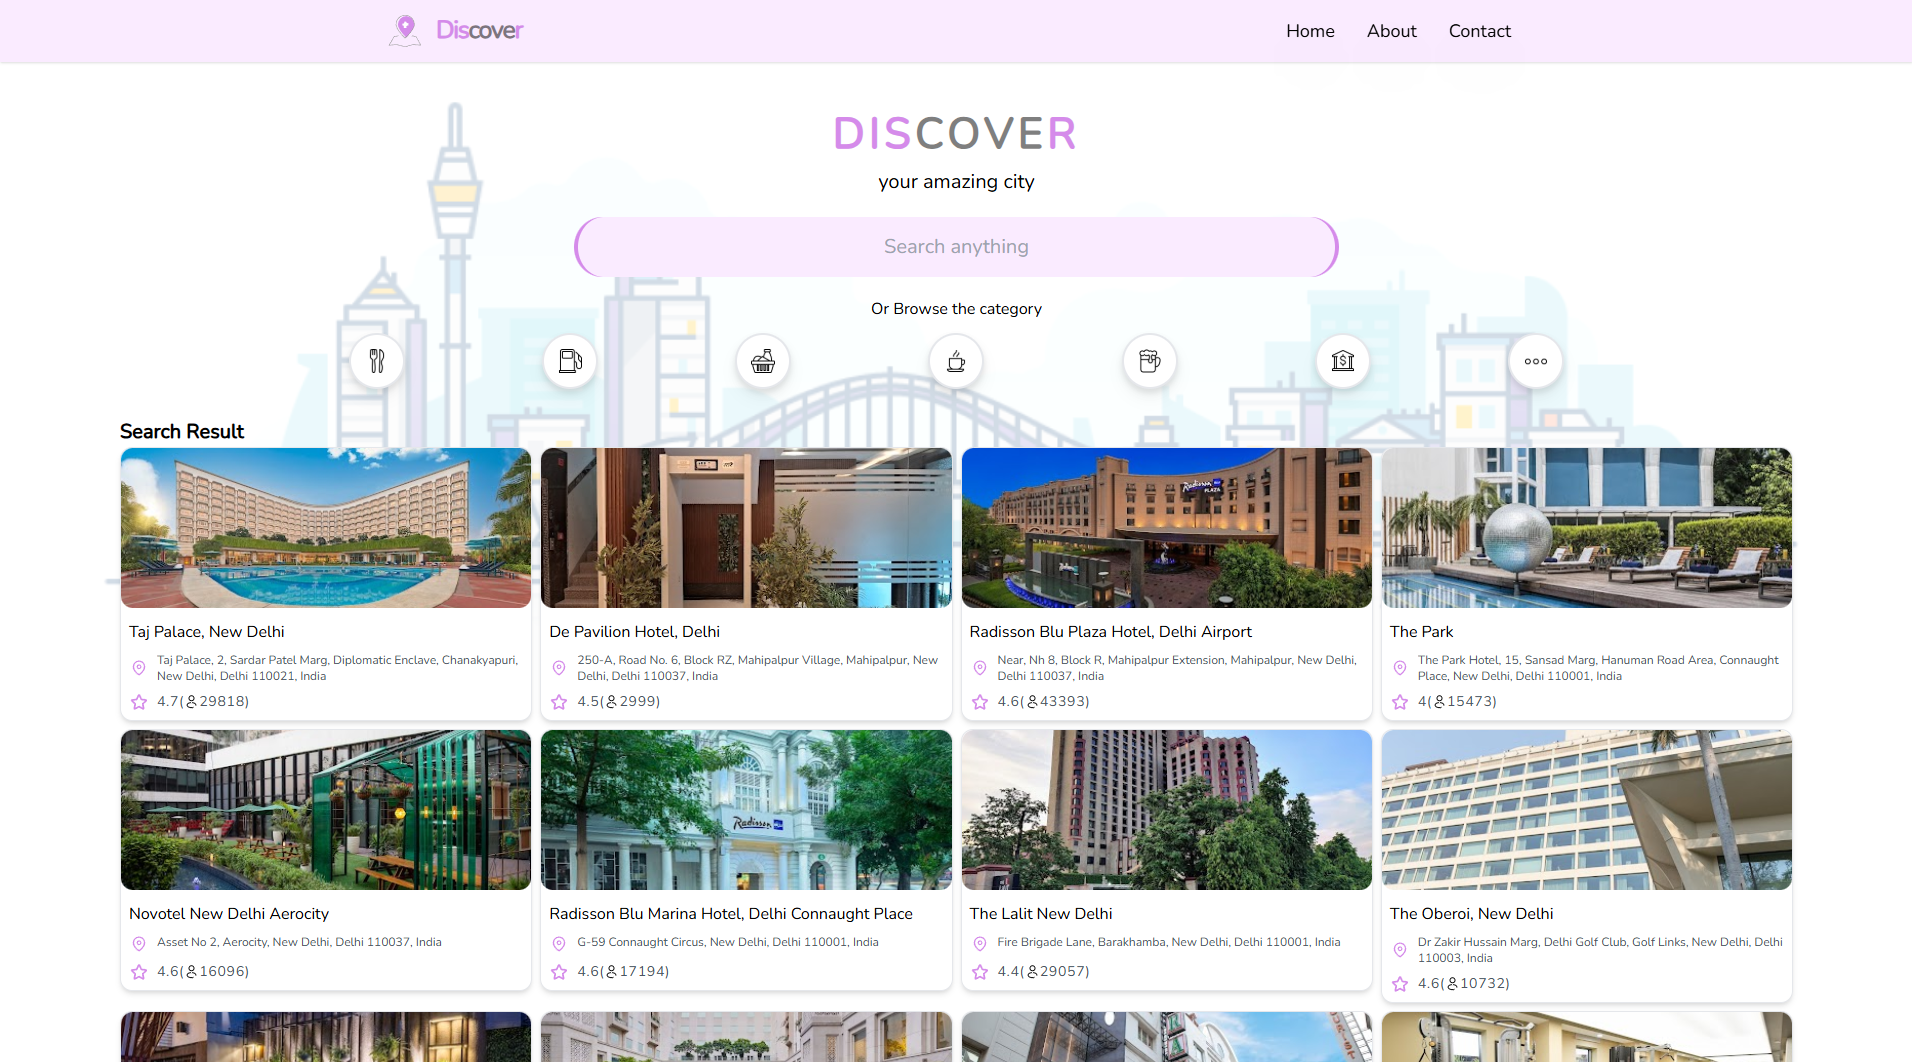 Discover
Home
About
Contact
DISCOVER
your amazing city
Search anything
Or Browse the category
Search Result
Radisson BLU
PLAZA
Taj Palace, New Delhi
Taj Palace, 2, Sardar Patel Marg, Diplomatic Enclave, Chanakyapuri,
New Delhi, Delhi 110021, India
4.7(29818)
De Pavilion Hotel, Delhi
250-A, Road No. 6, Block RZ, Mahipalpur Village, Mahipalpur, New
Delhi, Delhi 110037, India
4.5(2999)
Radisson Blu Plaza Hotel, Delhi Airport
Near, Nh 8, Block R, Mahipalpur Extension, Mahipalpur, New Delhi,
Delhi 110037, India
4.6(43393)
The Park
The Park Hotel, 15, Sansad Marg, Hanuman Road Area, Connaught
Place, New Delhi, Delhi 110001, India
4(15473)
Radisson BLU
Novotel New Delhi Aerocity
Asset No 2, Aerocity, New Delhi, Delhi 110037, India
4.6(16096)
Radisson Blu Marina Hotel, Delhi Connaught Place
G-59 Connaught Circus, New Delhi, Delhi 110001, India
4.6(17194)
The Lalit New Delhi
Fire Brigade Lane, Barakhamba, New Delhi, Delhi 110001, India
4.4(29057)
The Oberoi, New Delhi
Dr Zakir Hussain Marg, Delhi Golf Club, Golf Links, New Delhi, Delhi
110003, India
4.6(10732)